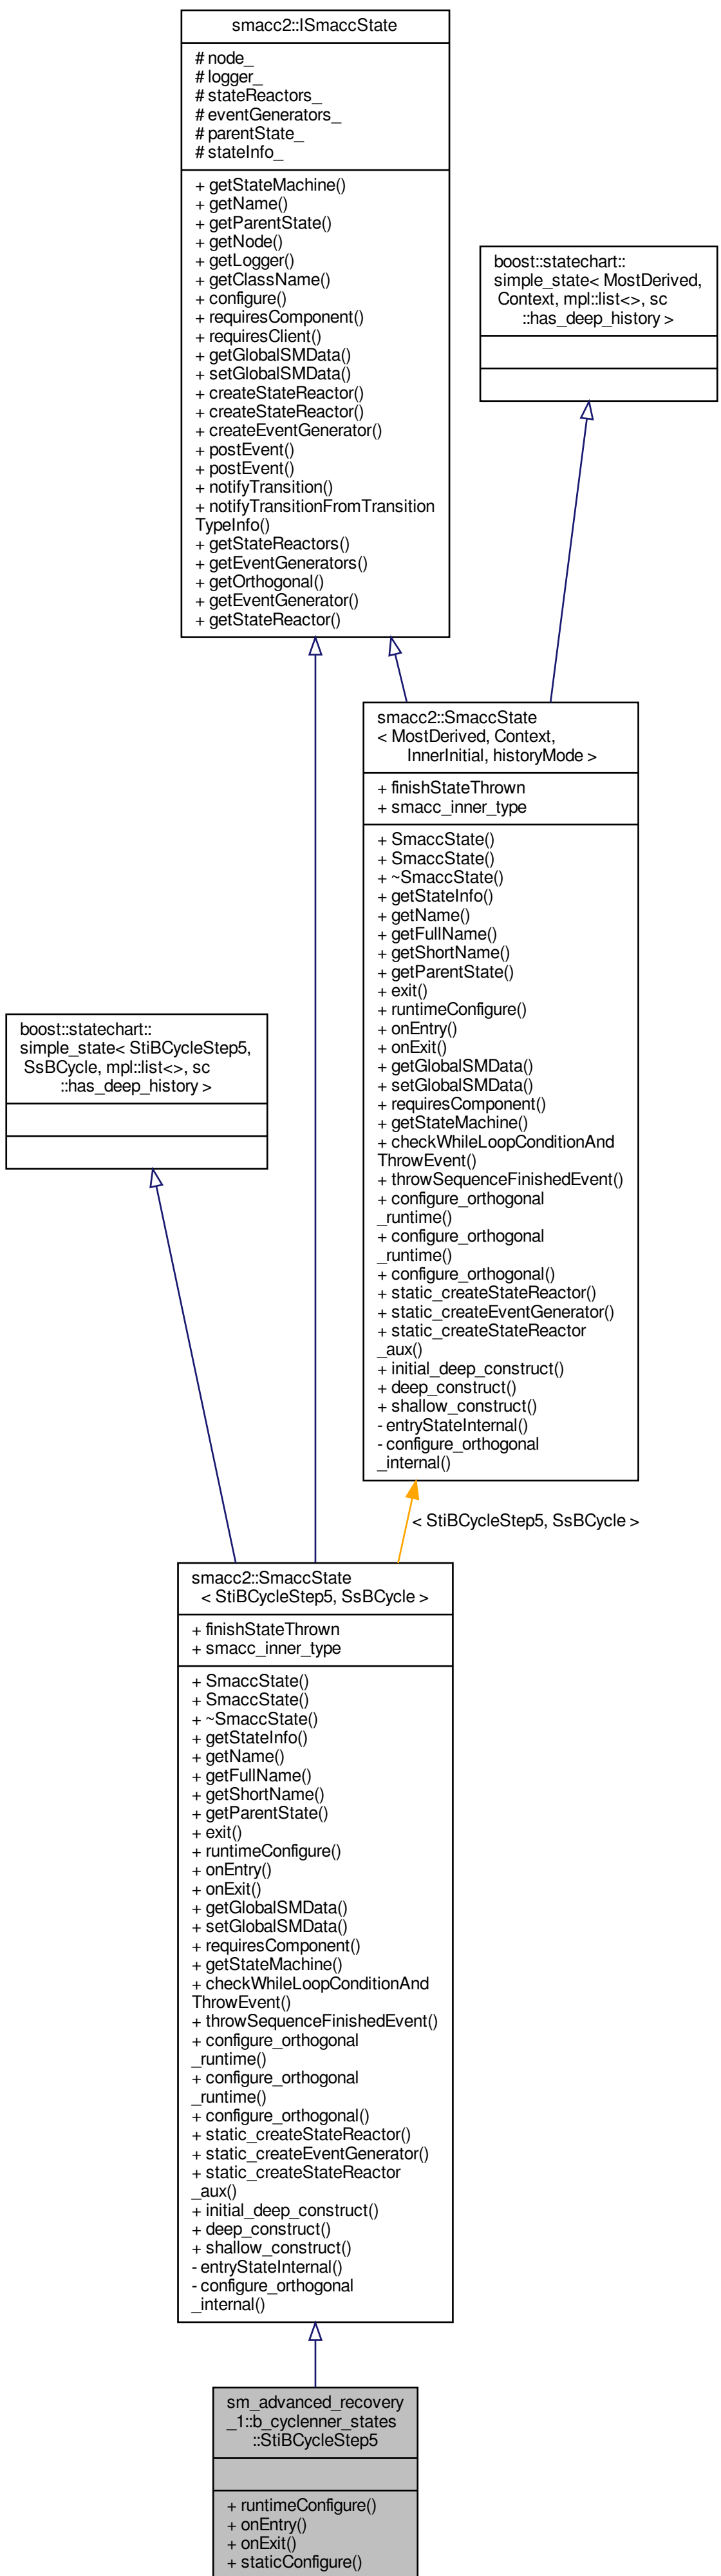 smacc2::ISmaccState
# node_
# logger_
# stateReactors_
# eventGenerators_
# parentState_
# stateInfo_
+ getStateMachine()
+ getName()
+ getParentState()
+ getNode()
+ getLogger()
+ getClassName()
+ configure()
+ requiresComponent()
+ requiresClient()
+ getGlobalSMData()
+ setGlobalSMData()
+ createStateReactor()
+ createStateReactor()
+ createEventGenerator()
+ postEvent()
+ postEvent()
+ notifyTransition()
+ notifyTransitionFromTransition
TypeInfo()
+ getStateReactors()
+ getEventGenerators()
+ getOrthogonal()
+ getEventGenerator()
+ getStateReactor()
boost::statechart::
simple_state< MostDerived,
Context, mpl::list<>, sc
::has_deep_history >
smacc2::SmaccState
< MostDerived, Context,
InnerInitial, historyMode >
+ finishStateThrown
+ smacc_inner_type
+ SmaccState()
+ SmaccState()
+ ~SmaccState()
+ getStateInfo()
+ getName()
+ getFullName()
+ getShortName()
+ getParentState()
+ exit()
+ runtimeConfigure()
+ onEntry()
+ onExit()
+ getGlobalSMData()
+ setGlobalSMData()
+ requiresComponent()
+ getStateMachine()
+ checkWhileLoopConditionAnd
ThrowEvent()
+ throwSequenceFinishedEvent()
+ configure_orthogonal
_runtime()
+ configure_orthogonal
_runtime()
+ configure_orthogonal()
+ static_createStateReactor()
+ static_createEventGenerator()
+ static_createStateReactor
_aux()
+ initial_deep_construct()
+ deep_construct()
+ shallow_construct()
- entryStateInternal()
- configure_orthogonal
_internal()
boost::statechart::
simple_state< StiBCycleStep5,
SsBCycle, mpl::list<>, sc
::has_deep_history >
< StiBCycleStep5, SsBCycle >
smacc2::SmaccState
< StiBCycleStep5, SsBCycle >
+ finishStateThrown
+ smacc_inner_type
+ SmaccState()
+ SmaccState()
+ ~SmaccState()
+ getStateInfo()
+ getName()
+ getFullName()
+ getShortName()
+ getParentState()
+ exit()
+ runtimeConfigure()
+ onEntry()
+ onExit()
+ getGlobalSMData()
+ setGlobalSMData()
+ requiresComponent()
+ getStateMachine()
+ checkWhileLoopConditionAnd
ThrowEvent()
+ throwSequenceFinishedEvent()
+ configure_orthogonal
_runtime()
+ configure_orthogonal
_runtime()
+ configure_orthogonal()
+ static_createStateReactor()
+ static_createEventGenerator()
+ static_createStateReactor
_aux()
+ initial_deep_construct()
+ deep_construct()
+ shallow_construct()
- entryStateInternal()
- configure_orthogonal
_internal()
sm_advanced_recovery
_1::b_cyclenner_states
::StiBCycleStep5
+ runtimeConfigure()
+ onEntry()
+ onExit()
+ staticConfigure()